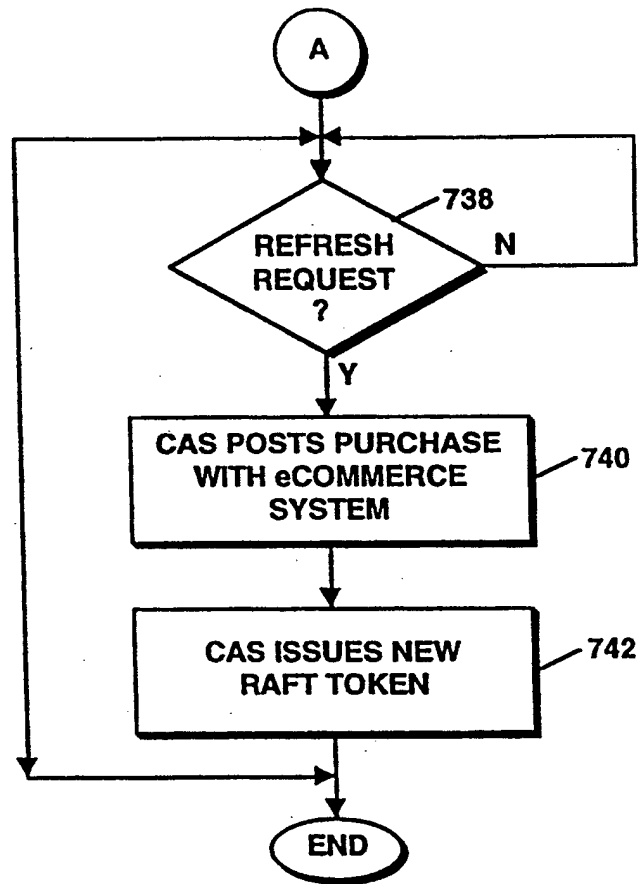 A
738
REFRESH
REQUEST
?
N
Y
CAS POSTS PURCHASE
WITH eCOMMERCE
SYSTEM
740
CAS ISSUES NEW
RAFT TOKEN
742
END